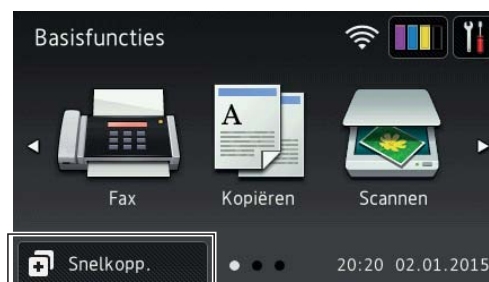 Basisfuncties
A
Fax
Kopiëren
Scannen
Snelkopp.
20:20 02.01.2015